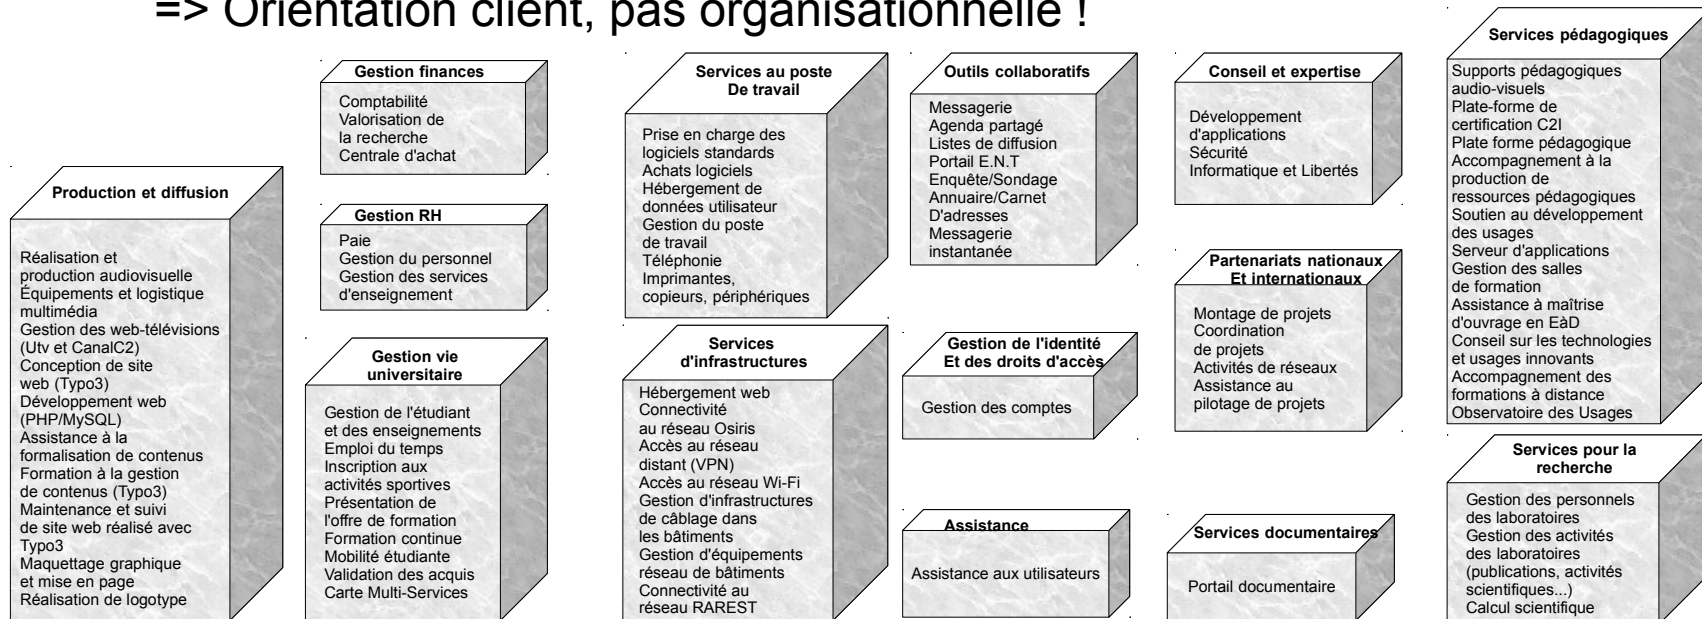 => Orientation client, pas organisationnelle !
Production et diffusion
Réalisation et
production audiovisuelle
Équipements et logistique
multimédia
Gestion des web-télévisions
(Utv et CanalC2)
Conception de site
web (Typo3)
Développement web
(PHP/MySQL)
Assistance à la
formalisation de contenus
Formation à la gestion
de contenus (Typo3)
Maintenance et suivi
de site web réalisé avec
Typo3
Maquettage graphique
et mise en page
Réalisation de logotype
Gestion finances
Comptabilité
Valorisation de
la recherche
Centrale d'achat
Gestion RH
Paie
Gestion du personnel
Gestion des services
d'enseignement
Gestion vie
universitaire
Gestion de l'étudiant
et des enseignements
Emploi du temps
Inscription aux
activités sportives
Présentation de
l'offre de formation
Formation continue
Mobilité étudiante
Validation des acquis
Carte Multi-Services
Services au poste
De travail
Prise en charge des
logiciels standards
Achats logiciels
Hébergement de
données utilisateur
Gestion du poste
de travail
Téléphonie
Imprimantes,
copieurs, périphériques
Services
d'infrastructures
Hébergement web
Connectivité
au réseau Osiris
Accès au réseau
distant (VPN)
Accès au réseau Wi-Fi
Gestion d'infrastructures
de câblage dans
les bâtiments
Gestion d'équipements
réseau de bâtiments
Connectivité au
réseau RAREST
Outils collaboratifs
Messagerie
Agenda partagé
Listes de diffusion
Portail E.N.T
Enquête/Sondage
Annuaire/Carnet
D'adresses
Messagerie
instantanée
Gestion de l'identité
Et des droits d'accès
Gestion des comptes
Assistance
Assistance aux utilisateurs
Conseil et expertise
Développement
d'applications
Sécurité
Informatique et Libertés
Partenariats nationaux
Et internationaux
Montage de projets
Coordination
de projets
Activités de réseaux
Assistance au
pilotage de projets
Services documentaires
Portail documentaire
Services pédagogiques
Supports pédagogiques
audio-visuels
Plate-forme de
certification C2I
Plate forme pédagogique
Accompagnement à la
production de
ressources pédagogiques
Soutien au développement
des usages
Serveur d'applications
Gestion des salles
de formation
Assistance à maîtrise
d'ouvrage en EàD
Conseil sur les technologies
et usages innovants
Accompagnement des
formations à distance
Observatoire des Usages
Services pour la
recherche
Gestion des personnels
des laboratoires
Gestion des activités
des laboratoires
(publications, activités
scientifiques...)
Calcul scientifique